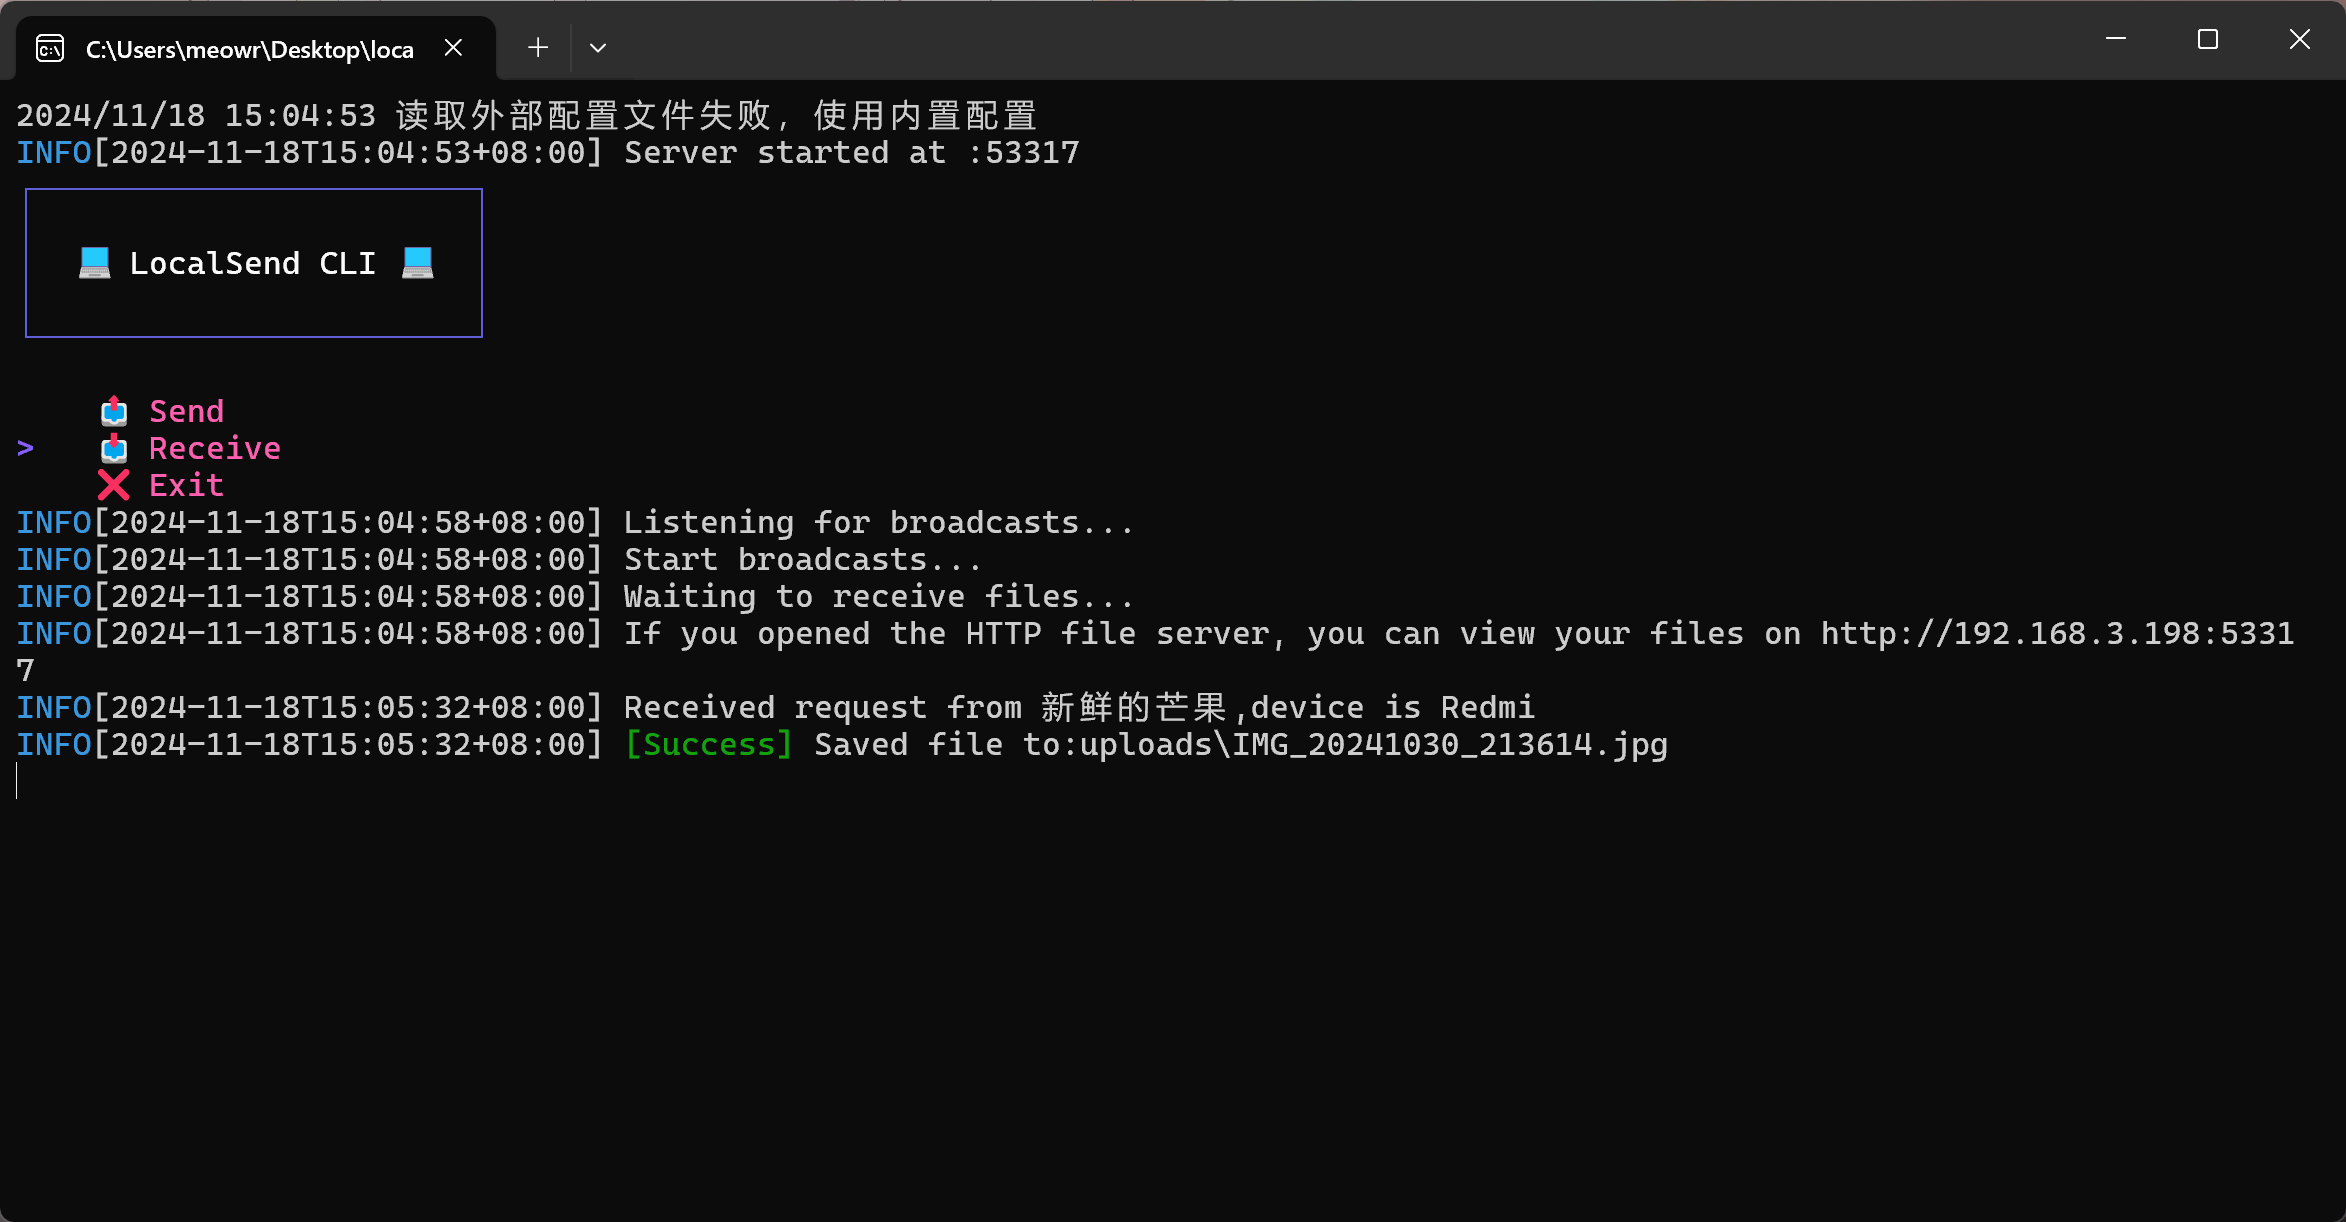 C:\Users\meowr\Desktop\loca
2024/11/18 15:04:53 读取外部配置文件失败，使用内置配置
INFO[2024-11-18T15:04:53+08:00] Server started at :53317
💻 LocalSend CLI 💻
📤 Send
> 📥 Receive
❌ Exit
INFO[2024-11-18T15:04:58+08:00] Listening for broadcasts...
INFO[2024-11-18T15:04:58+08:00] Start broadcasts...
INFO[2024-11-18T15:04:58+08:00] Waiting to receive files...
INFO[2024-11-18T15:04:58+08:00] If you opened the HTTP file server, you can view your files on http://192.168.3.198:5331
7
INFO[2024-11-18T15:05:32+08:00] Received request from 新鲜的芒果,device is Redmi
INFO[2024-11-18T15:05:32+08:00] [Success] Saved file to:uploads\IMG_20241030_213614.jpg